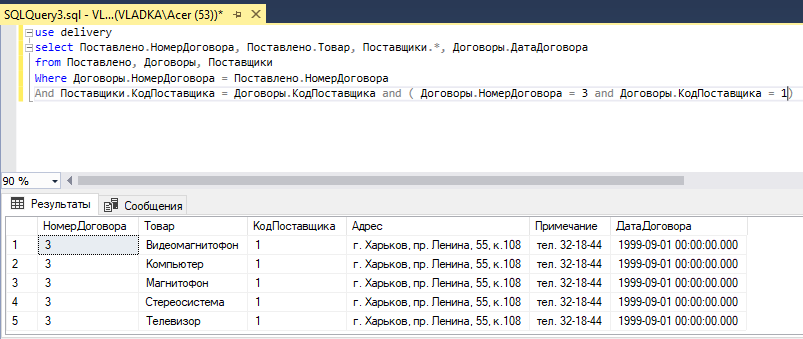 SQLQuery3.sql - VL...(VLADKA\Acer (53))*
use delivery
select Поставлено.НомерДоговора, Поставлено.Товар, Поставщики.*, Договоры.ДатаДоговора
from Поставлено, Договоры, Поставщики
Where Договоры.НомерДоговора = Поставлено.НомерДоговора
And Поставщики.КодПоставщика = Договоры.КодПоставщика and ( Договоры.НомерДоговора = 3 and Договоры.КодПоставщика = 1)
90 %
Результаты Сообщения
НомерДоговора Товар КодПоставщика Адрес Примечание ДатаДоговора
1 3 Видеомагнитофон 1 г. Харьков, пр. Ленина, 55, к.108 тел. 32-18-44 1999-09-01 00:00:00.000
2 3 Компьютер 1 г. Харьков, пр. Ленина, 55, к.108 тел. 32-18-44 1999-09-01 00:00:00.000
3 3 Магнитофон 1 г. Харьков, пр. Ленина, 55, к.108 тел. 32-18-44 1999-09-01 00:00:00.000
4 3 Стереосистема 1 г. Харьков, пр. Ленина, 55, к.108 тел. 32-18-44 1999-09-01 00:00:00.000
5 3 Телевизор 1 г. Харьков, пр. Ленина, 55, к.108 тел. 32-18-44 1999-09-01 00:00:00.000